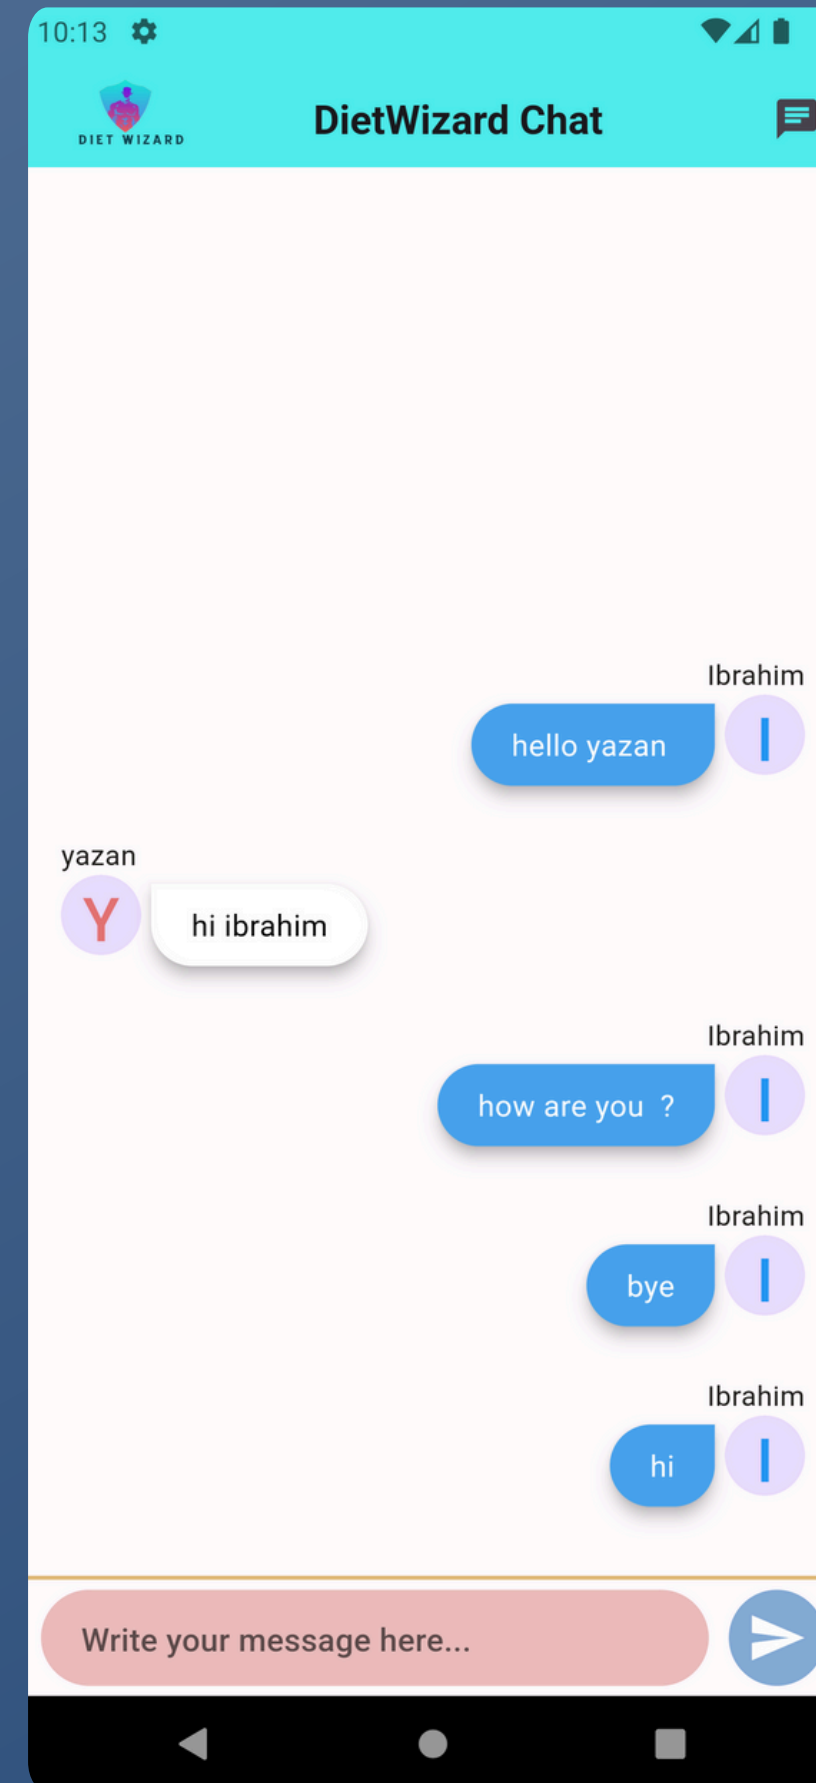 10:13
DIET WIZARD
DietWizard Chat
Ibrahim
hello yazan
I
yazan
Y
hi ibrahim
Ibrahim
how are you  ?
I
Ibrahim
bye
I
Ibrahim
hi
I
Write your message here...